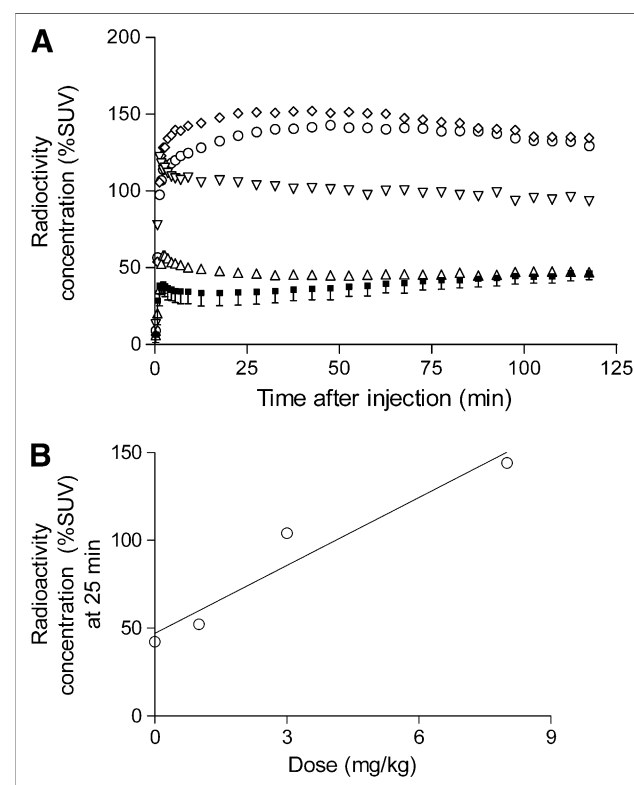 A
200
150
100
50
0
Radioctivity
concentration (%SUV)
0 25 50 75 100 125
Time after injection (min)
B
150
100
50
0
Radioactivity
concentration (%SUV)
at 25 min
0 3 6 9
Dose (mg/kg)